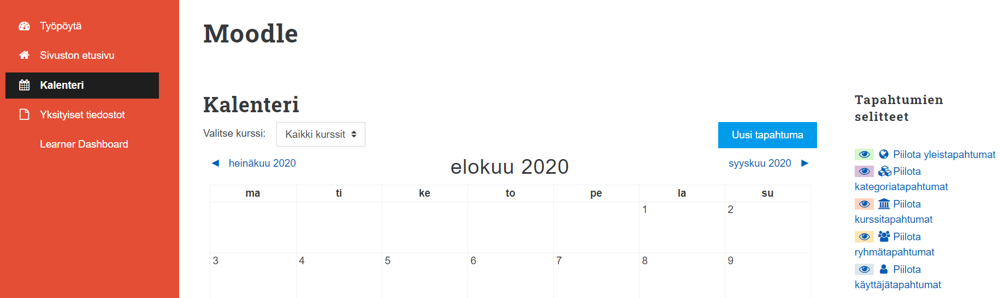 Työpöytä
Sivuston etusivu
Kalenteri
Yksityiset tiedostot
Learner Dashboard
Moodle
Kalenteri
Valitse kurssi: Kaikki kurssit
Uusi tapahtuma
◄ heinäkuu 2020 elokuu 2020 syyskuu 2020 ►
ma ti ke to pe la su
1 2
3 4 5 6 7 8 9
Tapahtumien
selitteet
Piilota yleistapahtumat
Piilota
kategoriatapahtumat
Piilota
kurssitapahtumat
Piilota
ryhmätapahtumat
Piilota
käyttäjätapahtumat